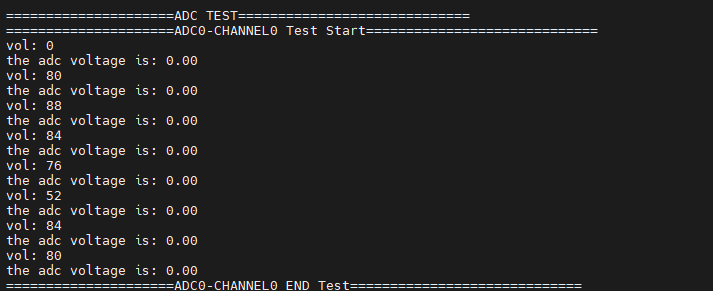 =====================ADC TEST=============================
=====================ADC0-CHANNEL0 Test Start=============================
vol: 0
the adc voltage is: 0.00
vol: 80
the adc voltage is: 0.00
vol: 88
the adc voltage is: 0.00
vol: 84
the adc voltage is: 0.00
vol: 76
the adc voltage is: 0.00
vol: 52
the adc voltage is: 0.00
vol: 84
the adc voltage is: 0.00
vol: 80
the adc voltage is: 0.00
=====================ADC0-CHANNEL0 END Test=============================